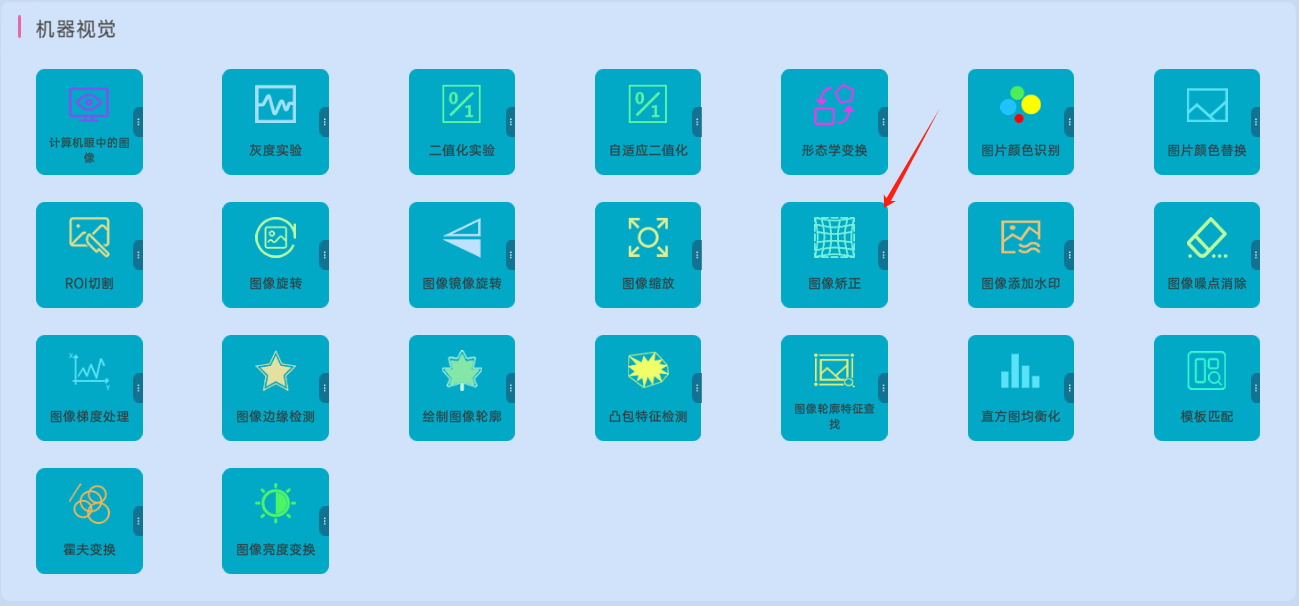 机器视觉
计算机眼中的图
像
灰度实验
0/1
二值化实验
0/1
自适应二值化
形态学变换
图片颜色识别
图片颜色替换
ROI切割
图像旋转
图像镜像旋转
图像缩放
图像矫正
图像添加水印
图像噪点消除
X
Y
图像梯度处理
图像边缘检测
绘制图像轮廓
凸包特征检测
图像轮廓特征查
找
直方图均衡化
模板匹配
霍夫变换
图像亮度变换